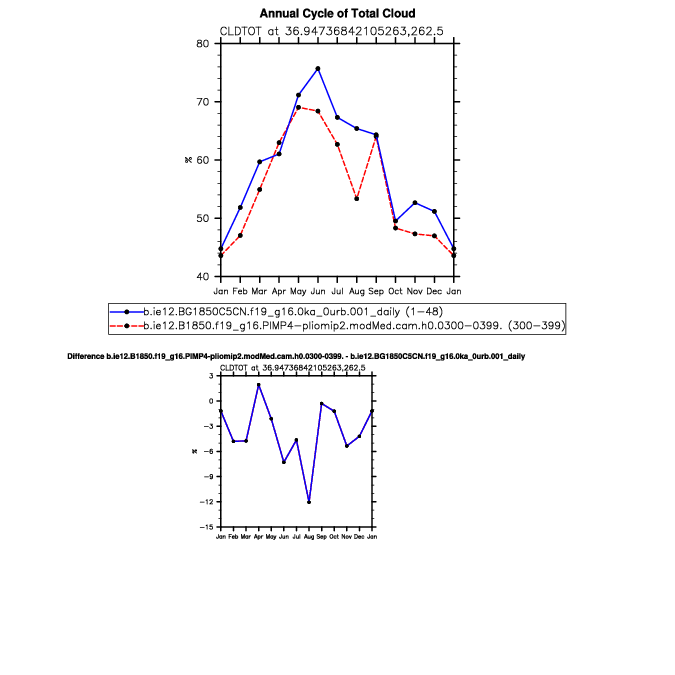 Annual Cycle of Total Cloud
CLDTOT at 36.94736842105263,262.5
80
70
60
50
40
%
Jan Feb Mar Apr May Jun Jul Aug Sep Oct Nov Dec Jan
b.ie12.BG1850C5CN.f19_g16.0ka_0urb.001_daily (1-48)
b.ie12.B1850.f19_g16.PIMP4-pliomip2.modMed.cam.h0.0300-0399. (300-399)
Difference b.ie12.B1850.f19_g16.PIMP4-pliomip2.modMed.cam.h0.0300-0399. - b.ie12.BG1850C5CN.f19_g16.0ka_0urb.001_daily
CLDTOT at 36.94736842105263,262.5
3
0
-3
-6
-9
-12
-15
%
Jan Feb Mar Apr May Jun Jul Aug Sep Oct Nov Dec Jan